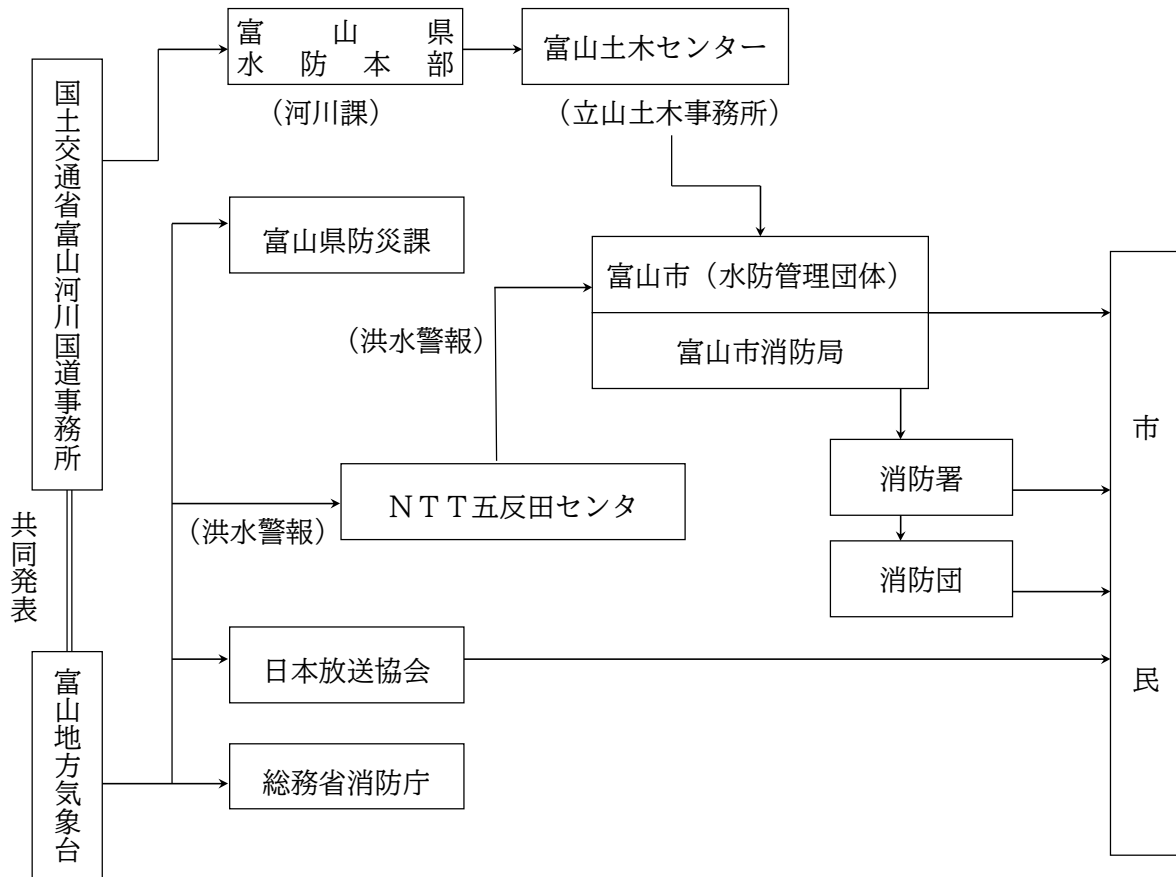 富山県
水防本部
（河川課）
富山土木センター
（立山土木事務所）
国土交通省富山河川国道事務所
富山県防災課
富山市（水防管理団体）
富山市消防局
（洪水警報）
消防署
ＮＴＴ五反田センタ
（洪水警報）
消防団
共同発表
日本放送協会
富山地方気象台
総務省消防庁
市民